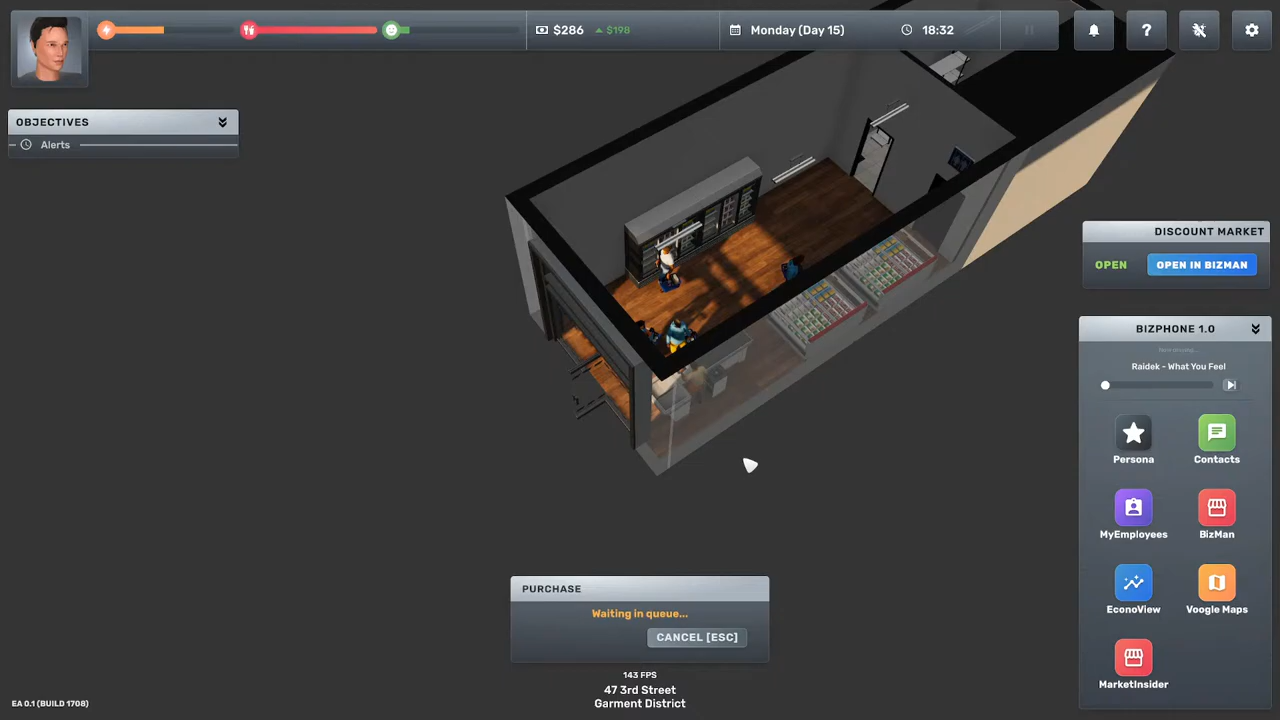 $286
$198
Monday (Day 15)
18:32
?
OBJECTIVES
Alerts
DISCOUNT MARKET
OPEN
OPEN IN BIZMAN
BIZPHONE 1.0
Now playing...
Raidek - What You Feel
Persona
Contacts
MyEmployees
BizMan
EconoView
Voogle Maps
MarketInsider
PURCHASE
Waiting in queue...
CANCEL [ESC]
143 FPS
47 3rd Street
Garment District
EA 0.1 (BUILD 1708)